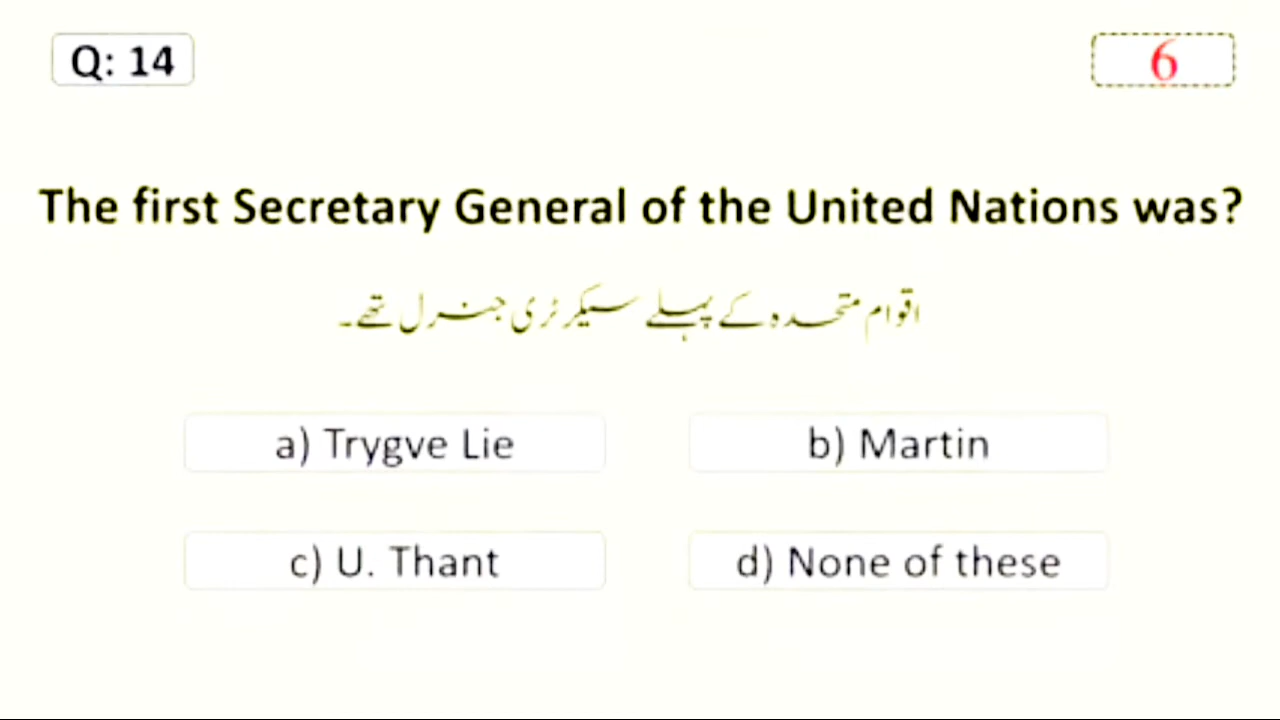 Q: 14
6
The first Secretary General of the United Nations was?
اقوام متحدہ کے پہلے سیکرٹری جنرل تھے۔
a) Trygve Lie
b) Martin
c) U. Thant
d) None of these